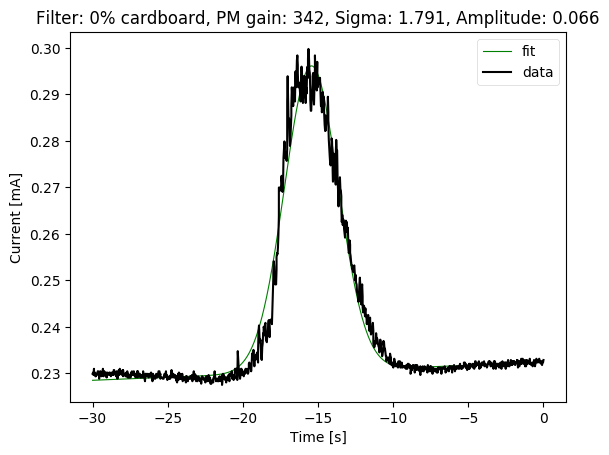 Filter: 0% cardboard, PM gain: 342, Sigma: 1.791, Amplitude: 0.066
fit
data
0.30
0.29
0.28
0.27
0.26
0.25
0.24
0.23
Current [mA]
−30 −25 −20 −15 −10 −5 0
Time [s]